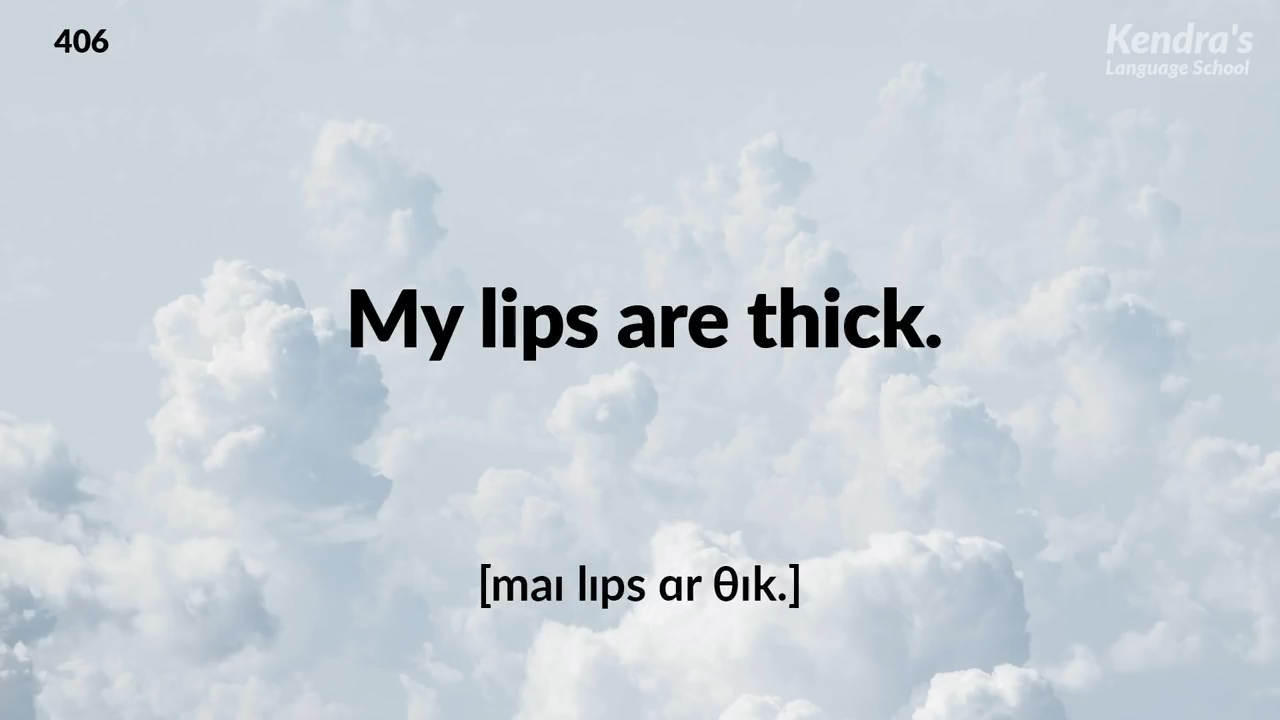 406
Kendra's
Language School
My lips are thick.
[maɪ lɪps ɑr θɪk.]